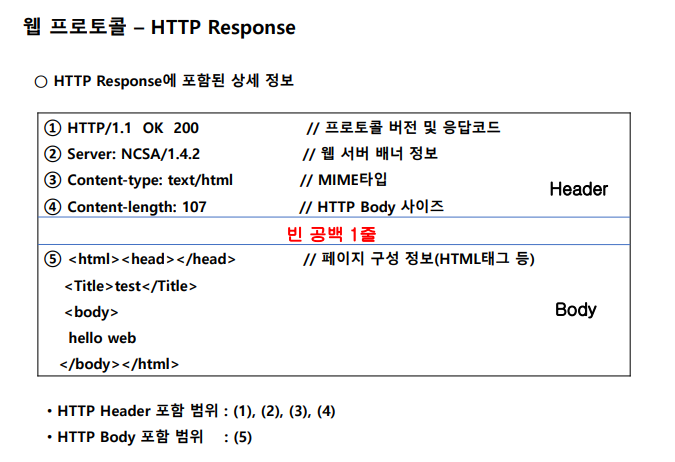 웹 프로토콜 – HTTP Response
○ HTTP Response에 포함된 상세 정보
① HTTP/1.1 OK 200 // 프로토콜 버전 및 응답코드
② Server: NCSA/1.4.2 // 웹 서버 배너 정보
③ Content-type: text/html // MIME타입
Header
④ Content-length: 107 // HTTP Body 사이즈
빈 공백 1줄
⑤ <html><head></head> // 페이지 구성 정보(HTML태그 등)
<Title>test</Title>
<body>
Body
hello web
</body></html>
• HTTP Header 포함 범위 : (1), (2), (3), (4)
• HTTP Body 포함 범위 : (5)